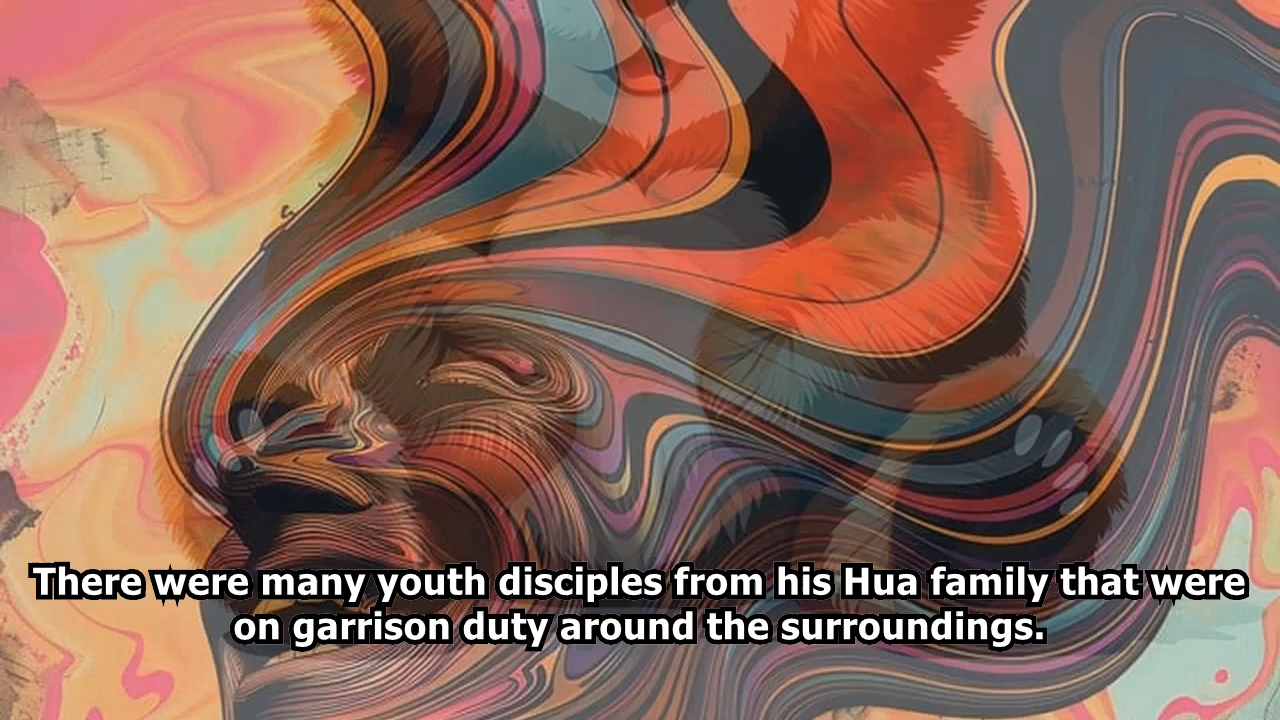 There were many youth disciples from his Hua family that were
on garrison duty around the surroundings.